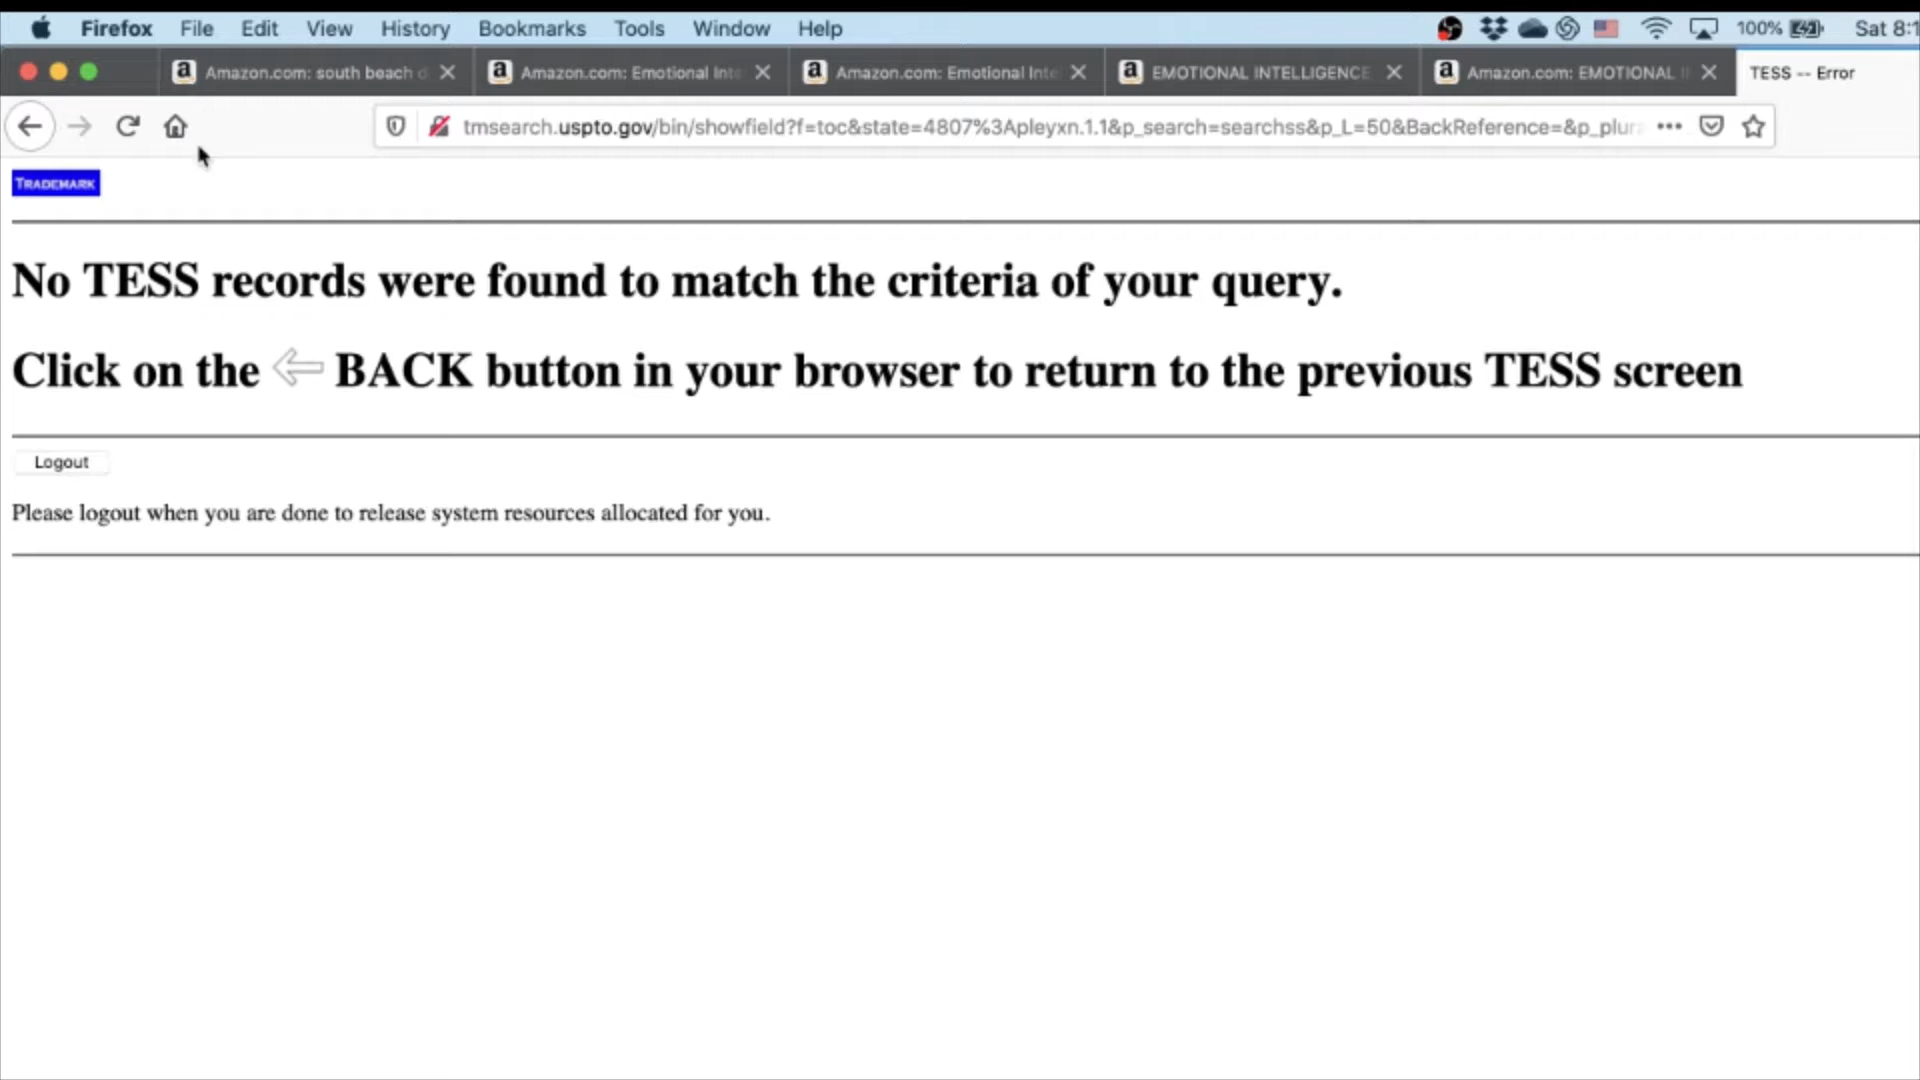 Firefox File Edit View History Bookmarks Tools Window Help 100% Sat 8:1
Amazon.com: south beach d Amazon.com: Emotional Inte Amazon.com: Emotional Inte EMOTIONAL INTELLIGENCE Amazon.com: EMOTIONAL I TESS -- Error
tmsearch.uspto.gov/bin/showfield?f=toc&state=4807%3Apleyxn.1.1&p_search=searchss&p_L=50&BackReference=&p_plura
TRADEMARK
No TESS records were found to match the criteria of your query.
Click on the BACK button in your browser to return to the previous TESS screen
Logout
Please logout when you are done to release system resources allocated for you.